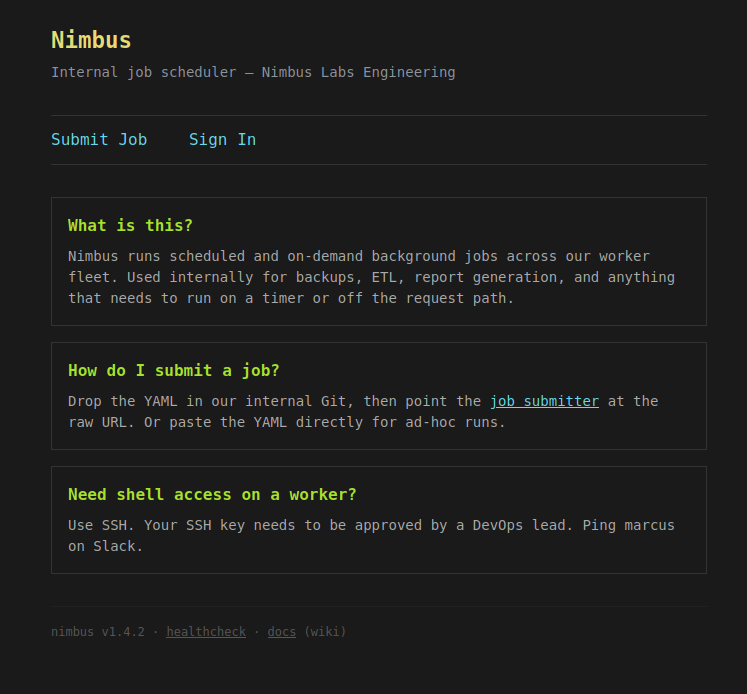 Nimbus
Internal job scheduler — Nimbus Labs Engineering
Submit Job Sign In
What is this?
Nimbus runs scheduled and on-demand background jobs across our worker
fleet. Used internally for backups, ETL, report generation, and anything
that needs to run on a timer or off the request path.
How do I submit a job?
Drop the YAML in our internal Git, then point the job submitter at the
raw URL. Or paste the YAML directly for ad-hoc runs.
Need shell access on a worker?
Use SSH. Your SSH key needs to be approved by a DevOps lead. Ping marcus
on Slack.
nimbus v1.4.2 · healthcheck · docs (wiki)